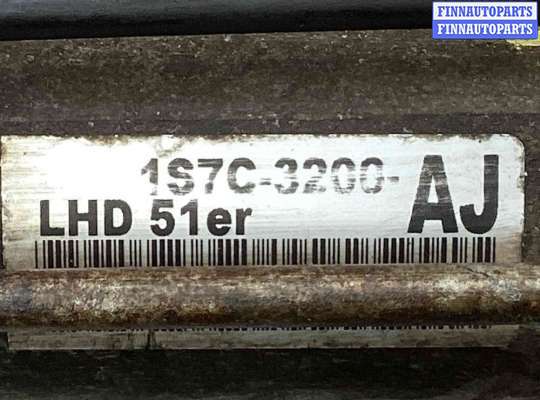 FINNAUTOPARTS
FINNAUTOPARTS
1S7C-3200-
AJ
LHD 51er